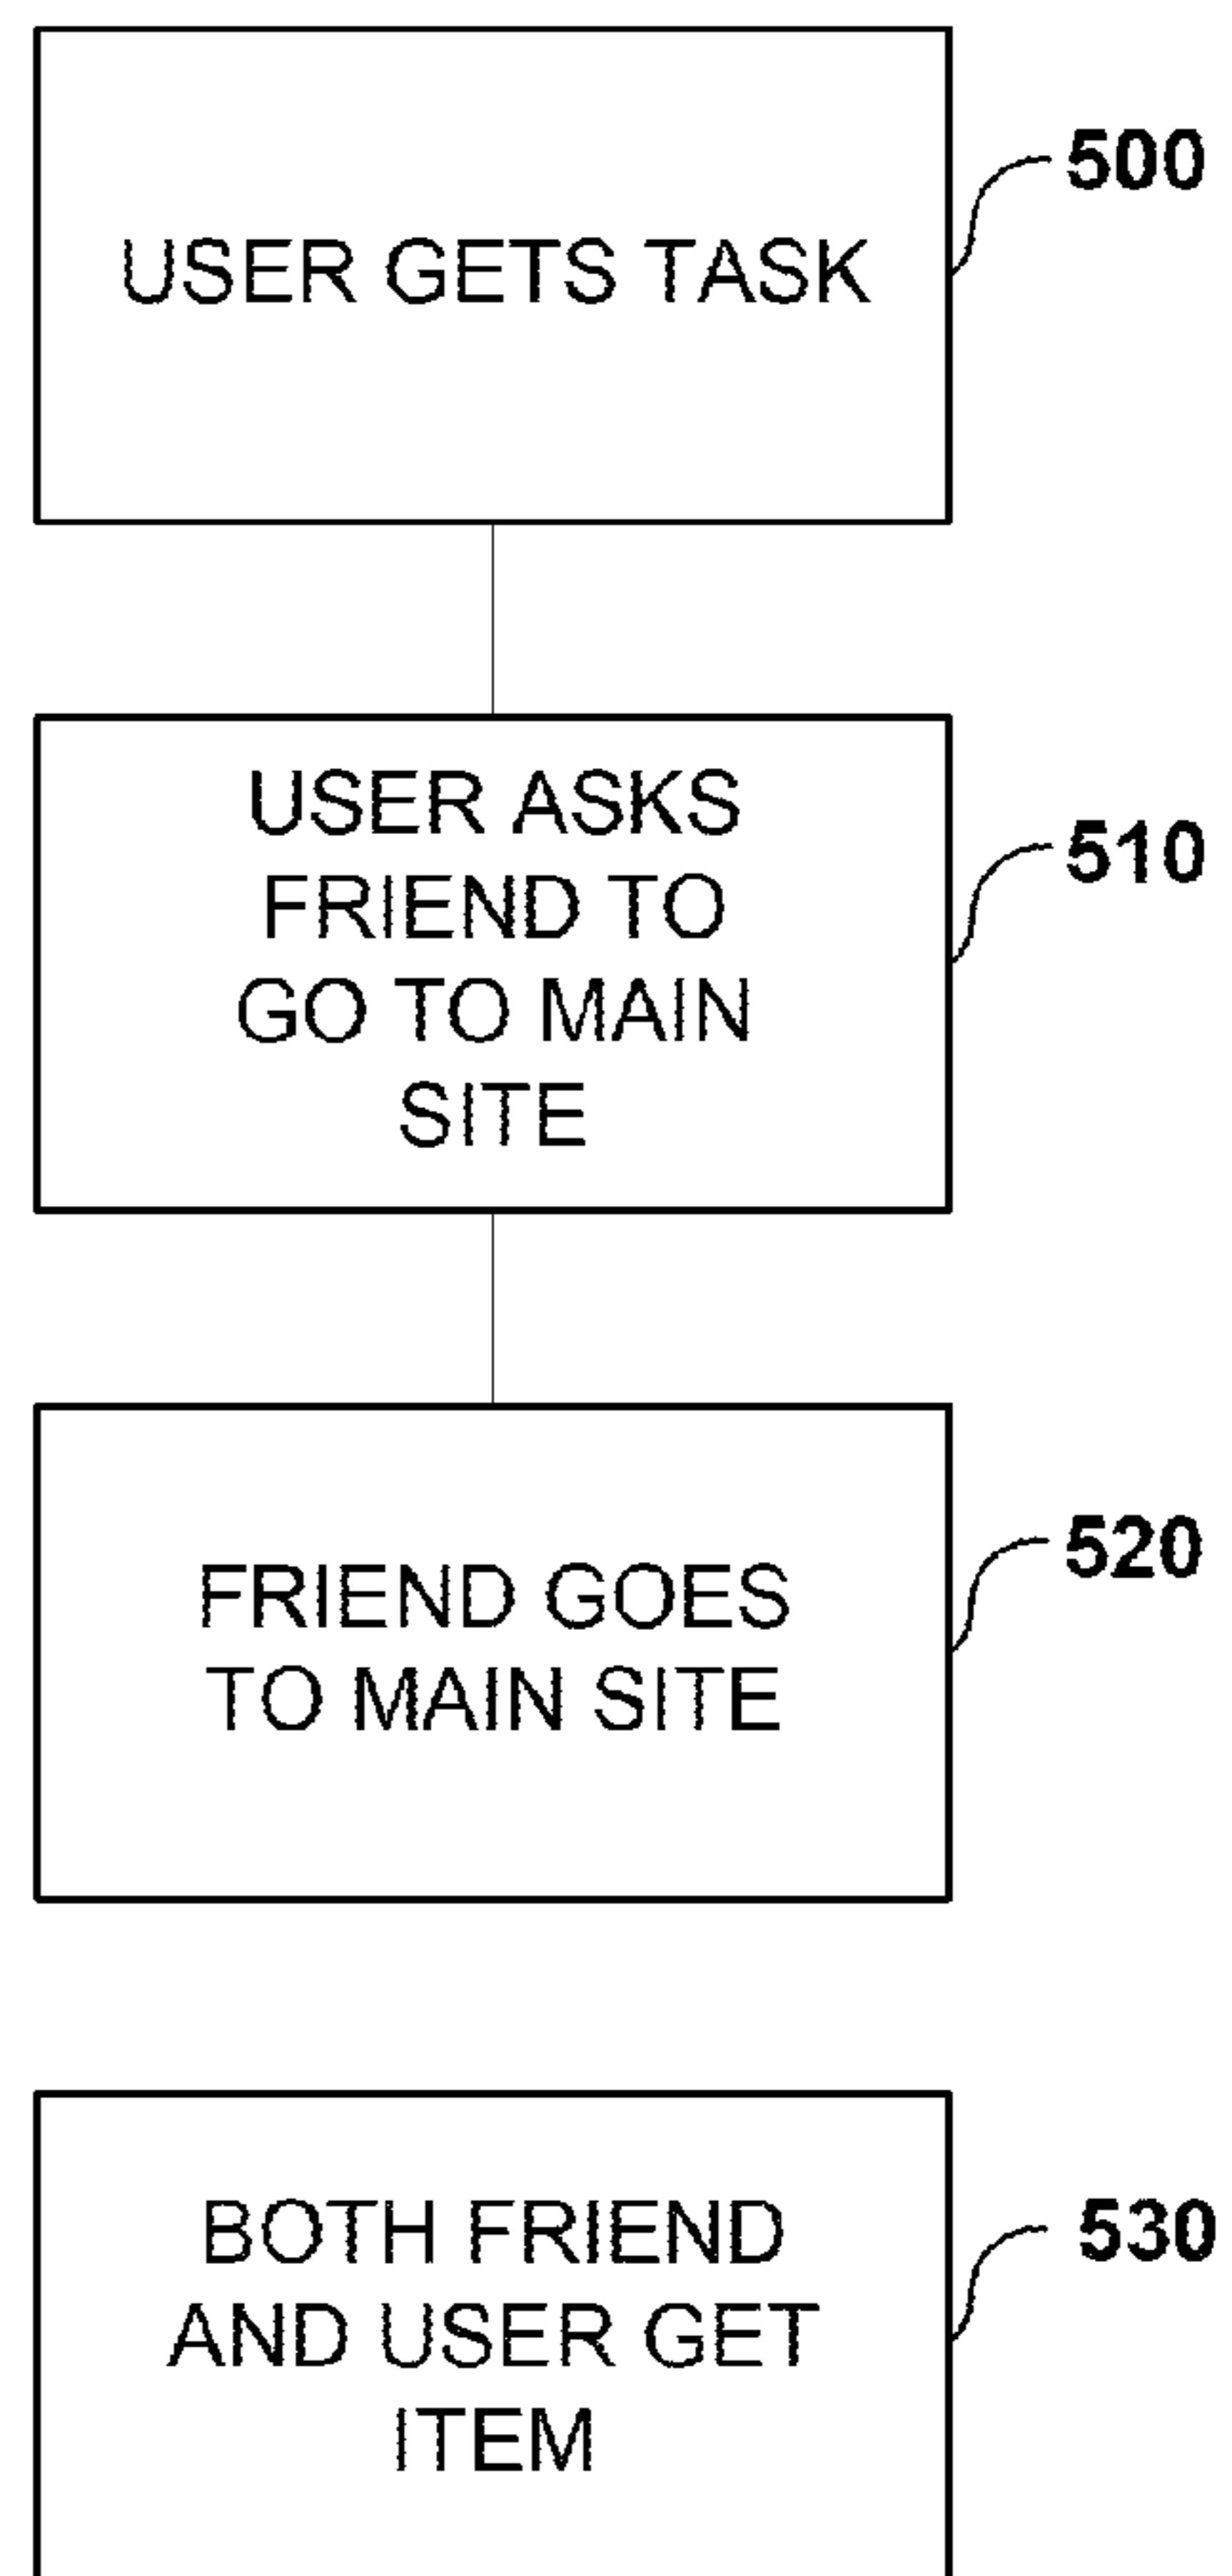 USER GETS TASK
500
USER ASKS
FRIEND TO
GO TO MAIN
SITE
510
FRIEND GOES
TO MAIN SITE
520
BOTH FRIEND
AND USER GET
ITEM
530